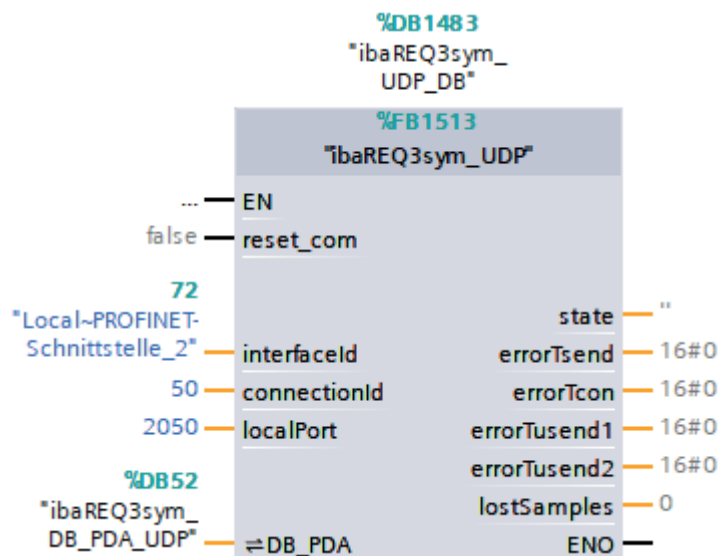 %DB1483
"ibaREQ3sym_
UDP_DB"
%FB1513
"ibaREQ3sym_UDP"
... EN
false reset_com
72
"Local~PROFINET-
Schnittstelle_2" interfaceId
state ''
errorTsend 16#0
50 connectionId
errorTcon 16#0
2050 localPort
errorTusend1 16#0
errorTusend2 16#0
%DB52
"ibaREQ3sym_
DB_PDA_UDP" ⇌DB_PDA
lostSamples 0
ENO